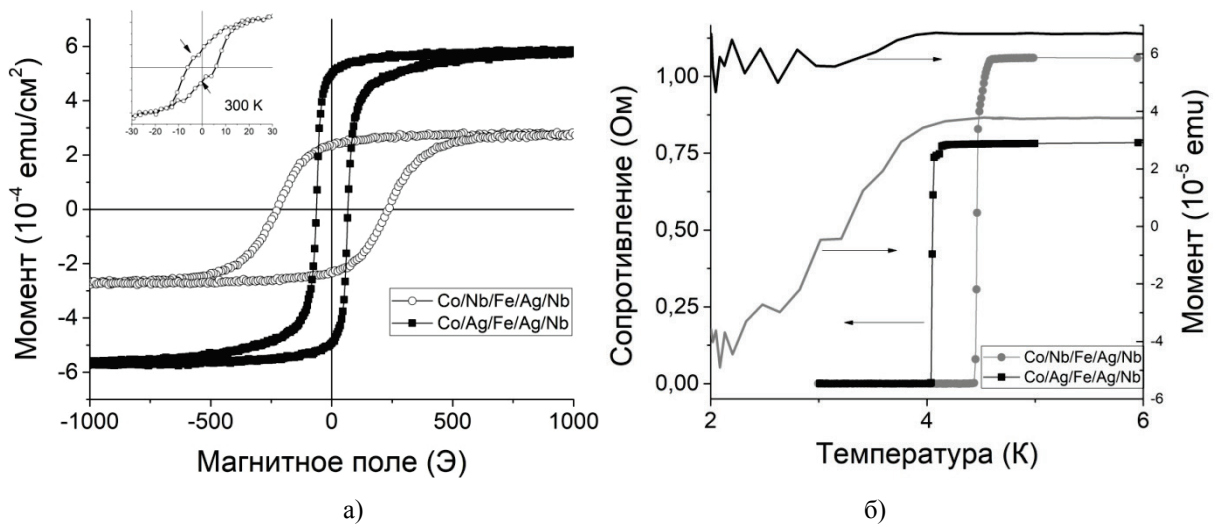 300 K
-30 -20 -10 0 10 20 30
6
4
2
0
-2
-4
-6
-1000 -500 0 500 1000
Момент (10⁻⁴ emu/см²)
Магнитное поле (Э)
Co/Nb/Fe/Ag/Nb
Co/Ag/Fe/Ag/Nb
а)
1,00
0,75
0,50
0,25
0,00
Сопротивление (Ом)
2 4 6
Температура (К)
6
4
2
0
-2
-4
-6
Момент (10⁻⁵ emu)
Co/Nb/Fe/Ag/Nb
Co/Ag/Fe/Ag/Nb
б)